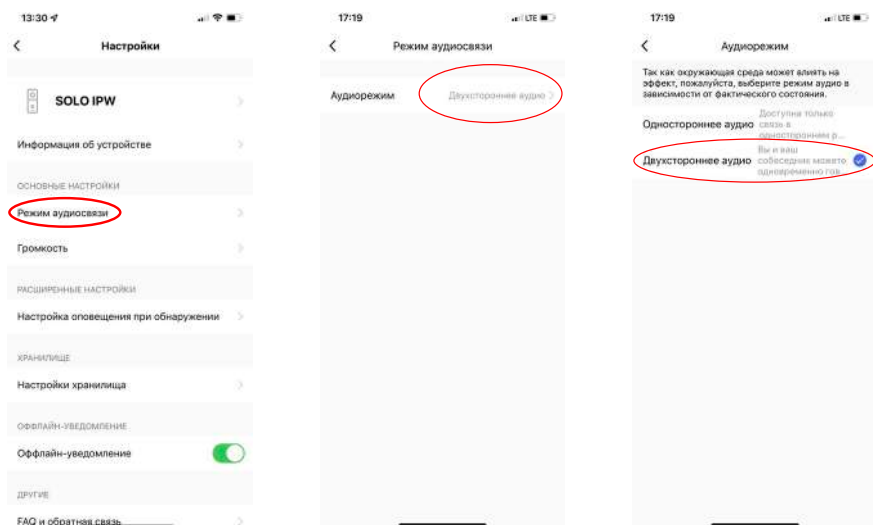 13:30
Настройки
SOLO IPW
Информация об устройстве
ОСНОВНЫЕ НАСТРОЙКИ
Режим аудиосвязи
Громкость
РАСШИРЕННЫЕ НАСТРОЙКИ
Настройка оповещения при обнаружении
ХРАНИЛИЩЕ
Настройки хранилища
ОФФЛАЙН-УВЕДОМЛЕНИЕ
Оффлайн-уведомление
ДРУГИЕ
FAQ и обратная связь
17:19
LTE
Режим аудиосвязи
Аудиорежим
Двухстороннее аудио
17:19
LTE
Аудиорежим
Так как окружающая среда может влиять на
эффект, пожалуйста, выберите режим аудио в
зависимости от фактического состояния.
Одностороннее аудио
Доступна только
связь в
одностороннем р...
Двухстороннее аудио
Вы и ваш
собеседник можете
одновременно гов...